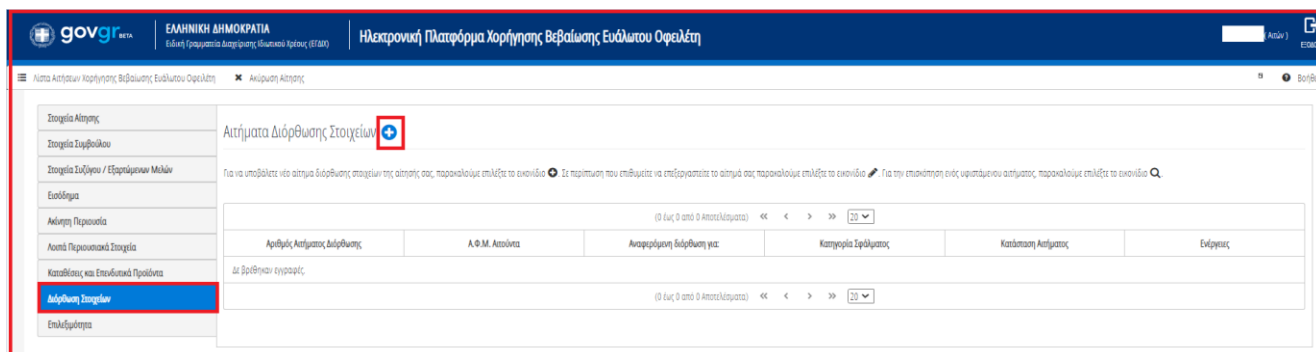 govgr BETA
ΕΛΛΗΝΙΚΗ ΔΗΜΟΚΡΑΤΙΑ
Ειδική Γραμματεία Διαχείρισης Ιδιωτικού Χρέους (ΕΓΔΙΧ)
Ηλεκτρονική Πλατφόρμα Χορήγησης Βεβαίωσης Ευάλωτου Οφειλέτη
( Αιτών )
Λίστα Αιτήσεων Χορήγησης Βεβαίωσης Ευάλωτου Οφειλέτη
Ακύρωση Αίτησης
Στοιχεία Αίτησης
Στοιχεία Συμβούλου
Στοιχεία Συζύγου / Εξαρτώμενων Μελών
Εισόδημα
Ακίνητη Περιουσία
Λοιπά Περιουσιακά Στοιχεία
Καταθέσεις και Επενδυτικά Προϊόντα
Διόρθωση Στοιχείων
Επιλεξιμότητα
Αιτήματα Διόρθωσης Στοιχείων
Για να υποβάλετε νέο αίτημα διόρθωσης στοιχείων της αίτησής σας, παρακαλούμε επιλέξτε το εικονίδιο . Σε περίπτωση που επιθυμείτε να επεξεργαστείτε το αίτημά σας παρακαλούμε επιλέξτε το εικονίδιο . Για την επισκόπηση ενός υφιστάμενου αιτήματος, παρακαλούμε επιλέξτε το εικονίδιο .
(0 έως 0 από 0 Αποτελέσματα) 20
Αριθμός Αιτήματος Διόρθωσης Α.Φ.Μ. Αιτούντα Αναφερόμενη διόρθωση για: Κατηγορία Σφάλματος Κατάσταση Αιτήματος Ενέργειες
Δε βρέθηκαν εγγραφές.
(0 έως 0 από 0 Αποτελέσματα) 20